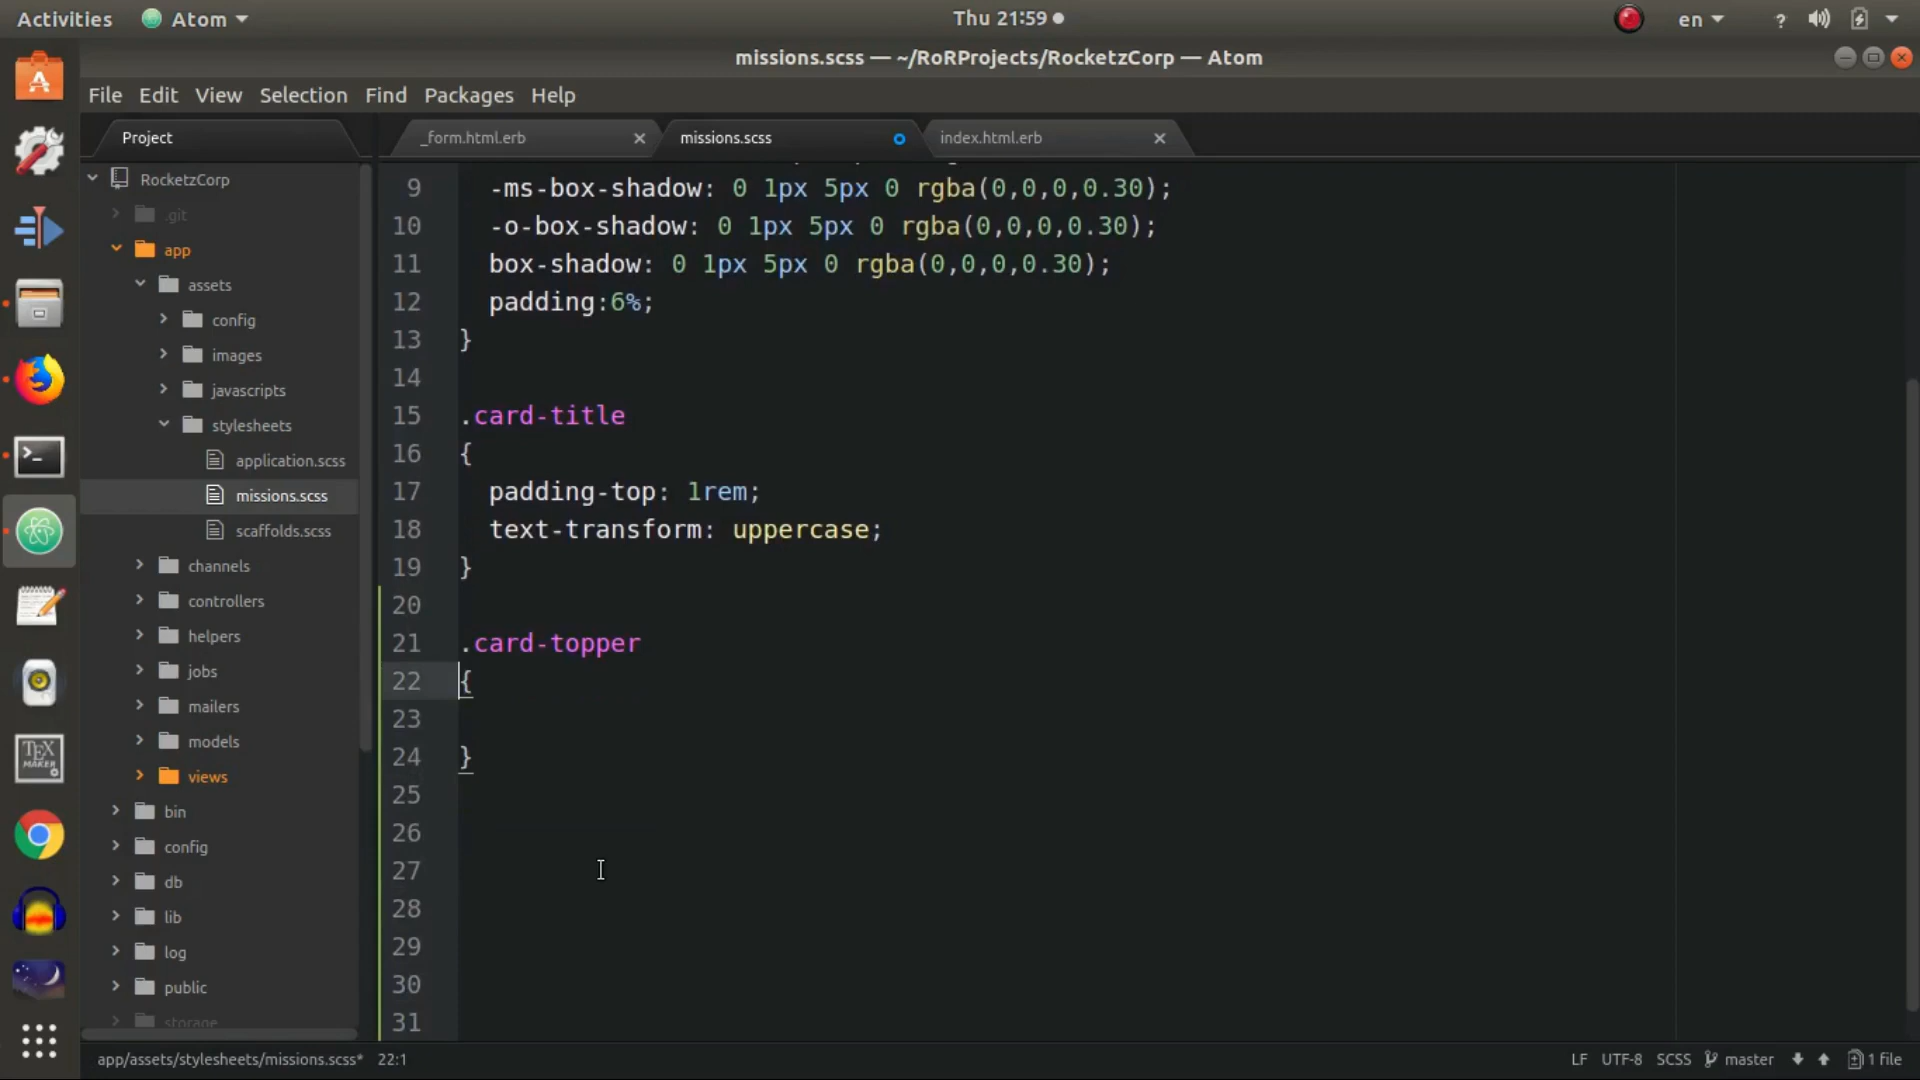 Activities
Atom
Thu 21:59
en
?
missions.scss — ~/RoRProjects/RocketzCorp — Atom
File Edit View Selection Find Packages Help
Project
_form.html.erb
missions.scss
index.html.erb
RocketzCorp
.git
app
assets
config
images
javascripts
stylesheets
application.scss
missions.scss
scaffolds.scss
channels
controllers
helpers
jobs
mailers
models
views
bin
config
db
lib
log
public
storage
9 -ms-box-shadow: 0 1px 5px 0 rgba(0,0,0,0.30);
10 -o-box-shadow: 0 1px 5px 0 rgba(0,0,0,0.30);
11 box-shadow: 0 1px 5px 0 rgba(0,0,0,0.30);
12 padding:6%;
13 }
14
15 .card-title
16 {
17 padding-top: 1rem;
18 text-transform: uppercase;
19 }
20
21 .card-topper
22 {
23
24 }
25
26
27
28
29
30
31
TEX
MAKER
app/assets/stylesheets/missions.scss* 22:1
LF UTF-8 SCSS master 1 file